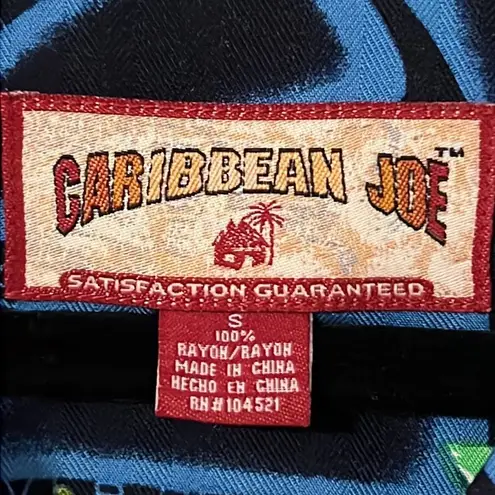 CARIBBEAN JOE™
SATISFACTION GUARANTEED
S
100%
RAYON/RAYON
MADE IN CHINA
HECHO EN CHINA
RN#104521